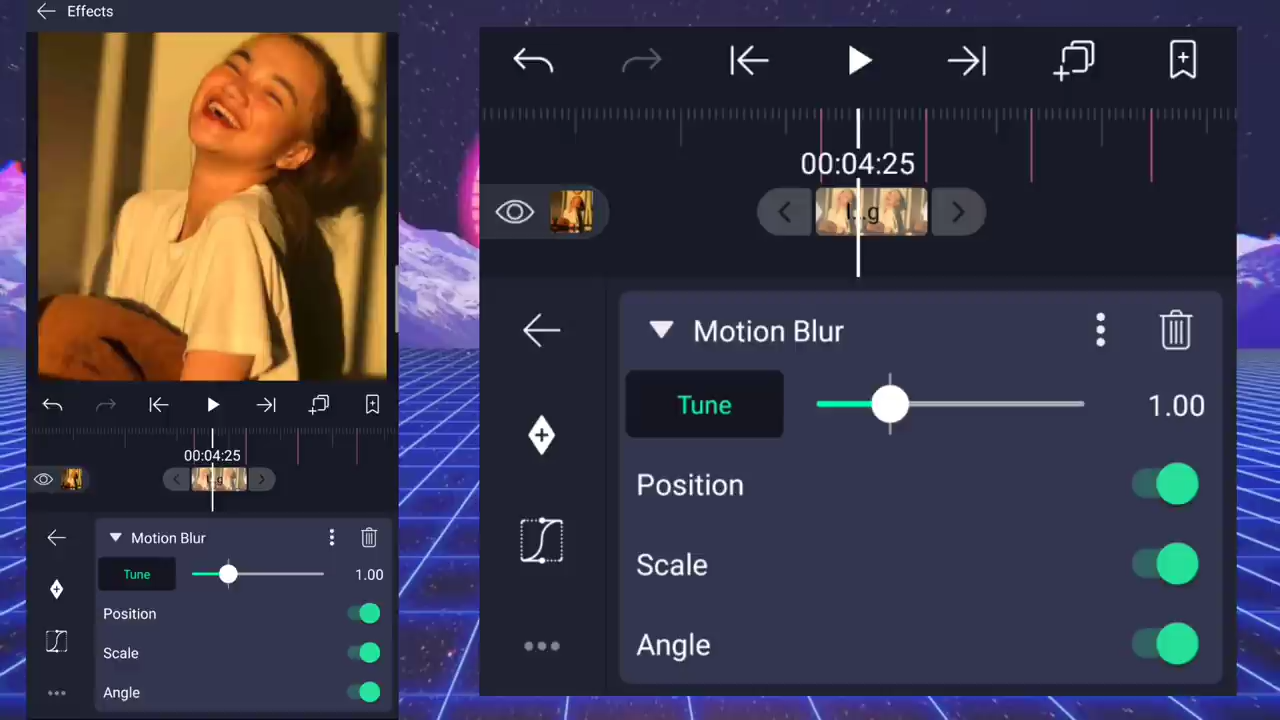 Effects
00:04:25
Motion Blur
Tune
1.00
Position
Scale
Angle
00:04:25
Motion Blur
Tune
1.00
Position
Scale
Angle